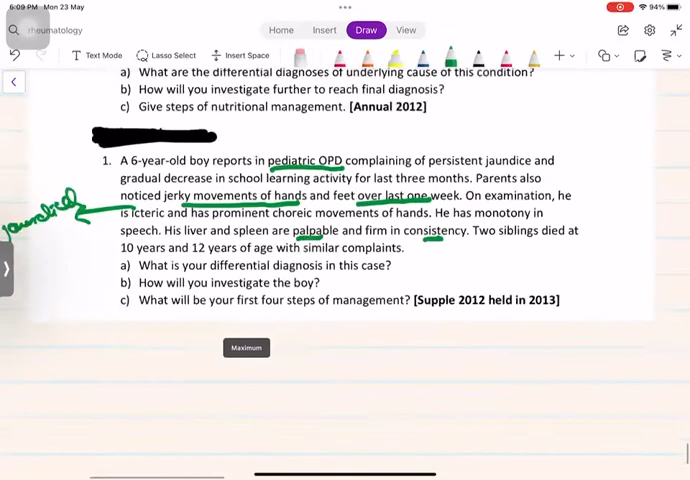 6:09 PM Mon 23 May
94%
rheumatology
Home Insert Draw View
Text Mode Lasso Select Insert Space
a) What are the differential diagnoses of underlying cause of this condition?
b) How will you investigate further to reach final diagnosis?
c) Give steps of nutritional management. [Annual 2012]
1. A 6-year-old boy reports in pediatric OPD complaining of persistent jaundice and
gradual decrease in school learning activity for last three months. Parents also
noticed jerky movements of hands and feet over last one week. On examination, he
is icteric and has prominent choreic movements of hands. He has monotony in
speech. His liver and spleen are palpable and firm in consistency. Two siblings died at
10 years and 12 years of age with similar complaints.
a) What is your differential diagnosis in this case?
b) How will you investigate the boy?
c) What will be your first four steps of management? [Supple 2012 held in 2013]
Maximum